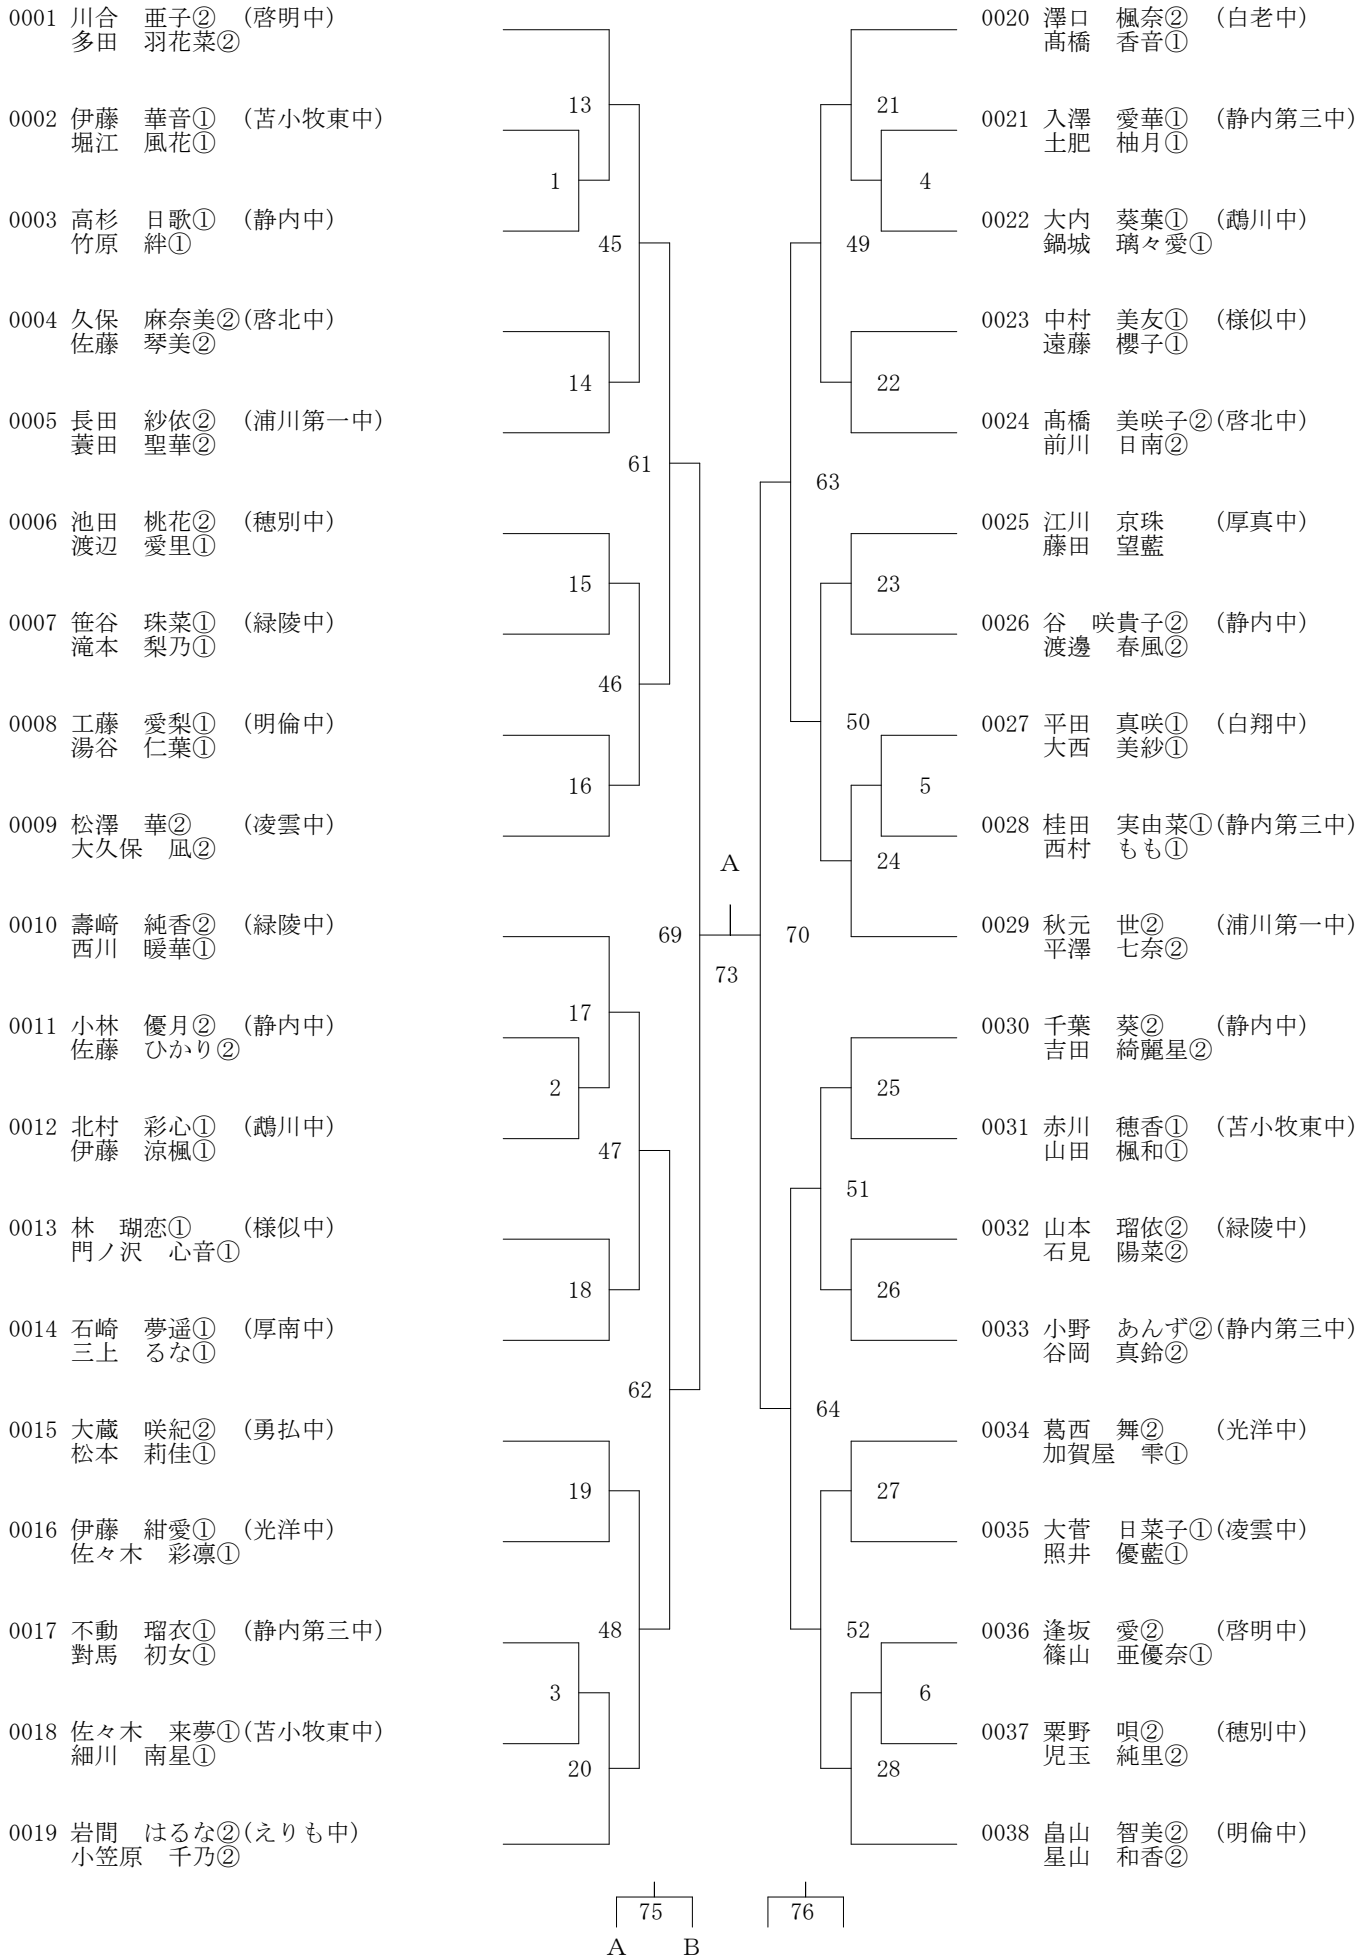 0001 川合　亜子② (啓明中)
多田　羽花菜②
0002 伊藤　華音① (苫小牧東中)
堀江　風花①
0003 高杉　日歌① (静内中)
竹原　絆①
0004 久保　麻奈美② (啓北中)
佐藤　琴美②
0005 長田　紗依② (浦川第一中)
蓑田　聖華②
0006 池田　桃花② (穂別中)
渡辺　愛里①
0007 笹谷　珠菜① (緑陵中)
滝本　梨乃①
0008 工藤　愛梨① (明倫中)
湯谷　仁葉①
0009 松澤　華② (凌雲中)
大久保　凪②
0010 壽﨑　純香② (緑陵中)
西川　暖華①
0011 小林　優月② (静内中)
佐藤　ひかり②
0012 北村　彩心① (鵡川中)
伊藤　涼楓①
0013 林　瑚恋① (様似中)
門ノ沢　心音①
0014 石崎　夢遥① (厚南中)
三上　るな①
0015 大蔵　咲紀② (勇払中)
松本　莉佳①
0016 伊藤　紺愛① (光洋中)
佐々木　彩凛①
0017 不動　瑠衣① (静内第三中)
對馬　初女①
0018 佐々木　来夢① (苫小牧東中)
細川　南星①
0019 岩間　はるな② (えりも中)
小笠原　千乃②
13
1
45
14
61
15
46
16
69
17
2
47
18
62
19
48
3
20
A
73
75
A B
76
21
4
49
22
63
23
50
5
24
70
25
51
26
64
27
52
6
28
0020 澤口　楓奈② (白老中)
髙橋　香音①
0021 入澤　愛華① (静内第三中)
土肥　柚月①
0022 大内　葵葉① (鵡川中)
鍋城　璃々愛①
0023 中村　美友① (様似中)
遠藤　櫻子①
0024 髙橋　美咲子② (啓北中)
前川　日南②
0025 江川　京珠 (厚真中)
藤田　望藍
0026 谷　咲貴子② (静内中)
渡邊　春風②
0027 平田　真咲① (白翔中)
大西　美紗①
0028 桂田　実由菜① (静内第三中)
西村　もも①
0029 秋元　世② (浦川第一中)
平澤　七奈②
0030 千葉　葵② (静内中)
吉田　綺麗星②
0031 赤川　穂香① (苫小牧東中)
山田　楓和①
0032 山本　瑠依② (緑陵中)
石見　陽菜②
0033 小野　あんず② (静内第三中)
谷岡　真鈴②
0034 葛西　舞② (光洋中)
加賀屋　雫①
0035 大菅　日菜子① (凌雲中)
照井　優藍①
0036 逢坂　愛② (啓明中)
篠山　亜優奈①
0037 粟野　唄② (穂別中)
児玉　純里②
0038 畠山　智美② (明倫中)
星山　和香②